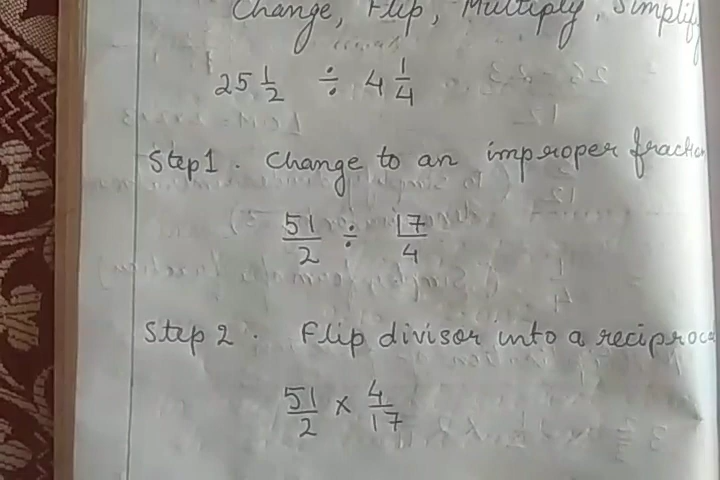 Change, Flip, Multiply, Simplify
25 1/2 ÷ 4 1/4
Step 1. Change to an improper fraction
51/2 ÷ 17/4
Step 2. Flip divisor into a reciproca
51/2 × 4/17